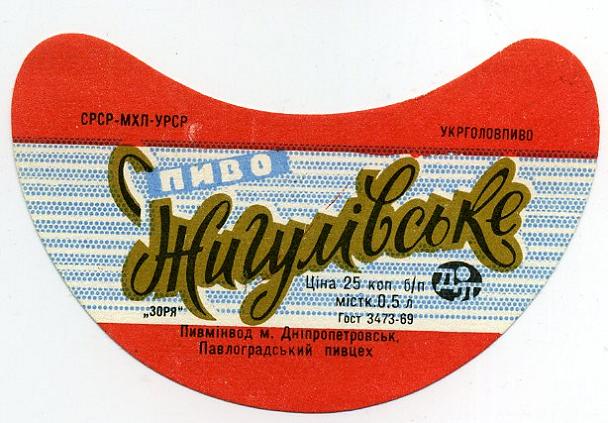 СРСР-МХП-УРСР
УКРГОЛОВПИВО
ПИВО
Жигулівське
Ціна 25 коп. б/п
містк. 0,5 л
Гост 3473-69
„ЗОРЯ"
Пивмінвод м. Дніпропетровськ,
Павлоградський пивцех